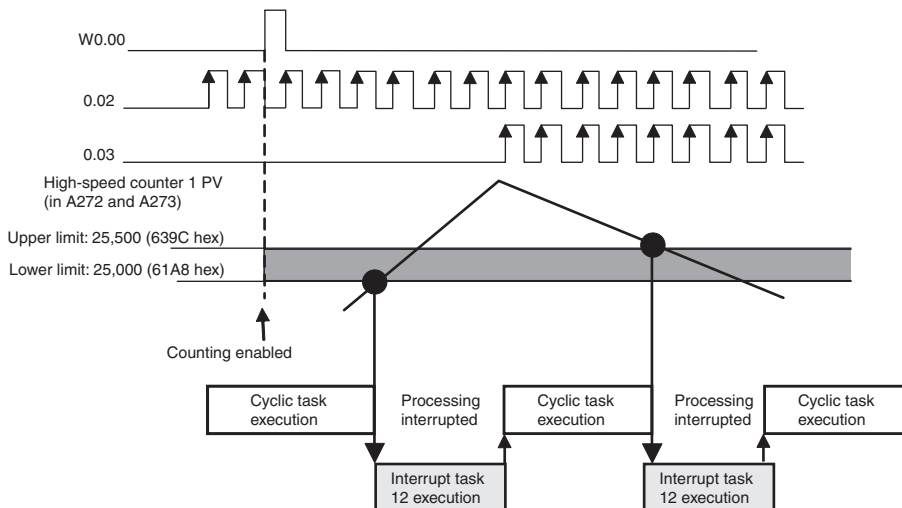 W0.00
0.02
0.03
High-speed counter 1 PV
(in A272 and A273)
Upper limit: 25,500 (639C hex)
Lower limit: 25,000 (61A8 hex)
Counting enabled
Cyclic task
execution
Processing
interrupted
Cyclic task
execution
Processing
interrupted
Cyclic task
execution
Interrupt task
12 execution
Interrupt task
12 execution